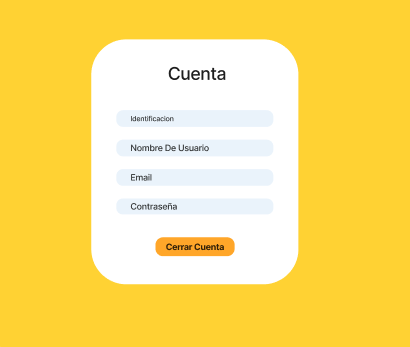 Cuenta
Identificacion
Nombre De Usuario
Email
Contraseña
Cerrar Cuenta